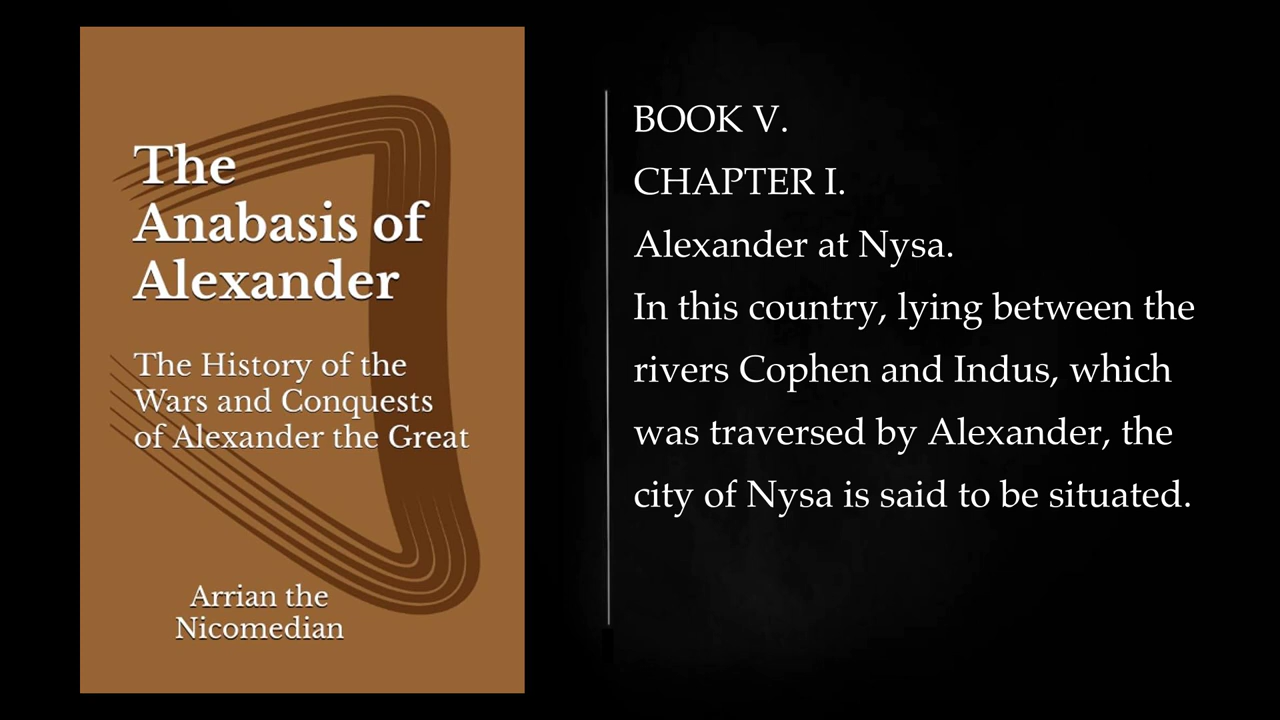 The
Anabasis of
Alexander
The History of the
Wars and Conquests
of Alexander the Great
Arrian the
Nicomedian
BOOK V.
CHAPTER I.
Alexander at Nysa.
In this country, lying between the
rivers Cophen and Indus, which
was traversed by Alexander, the
city of Nysa is said to be situated.